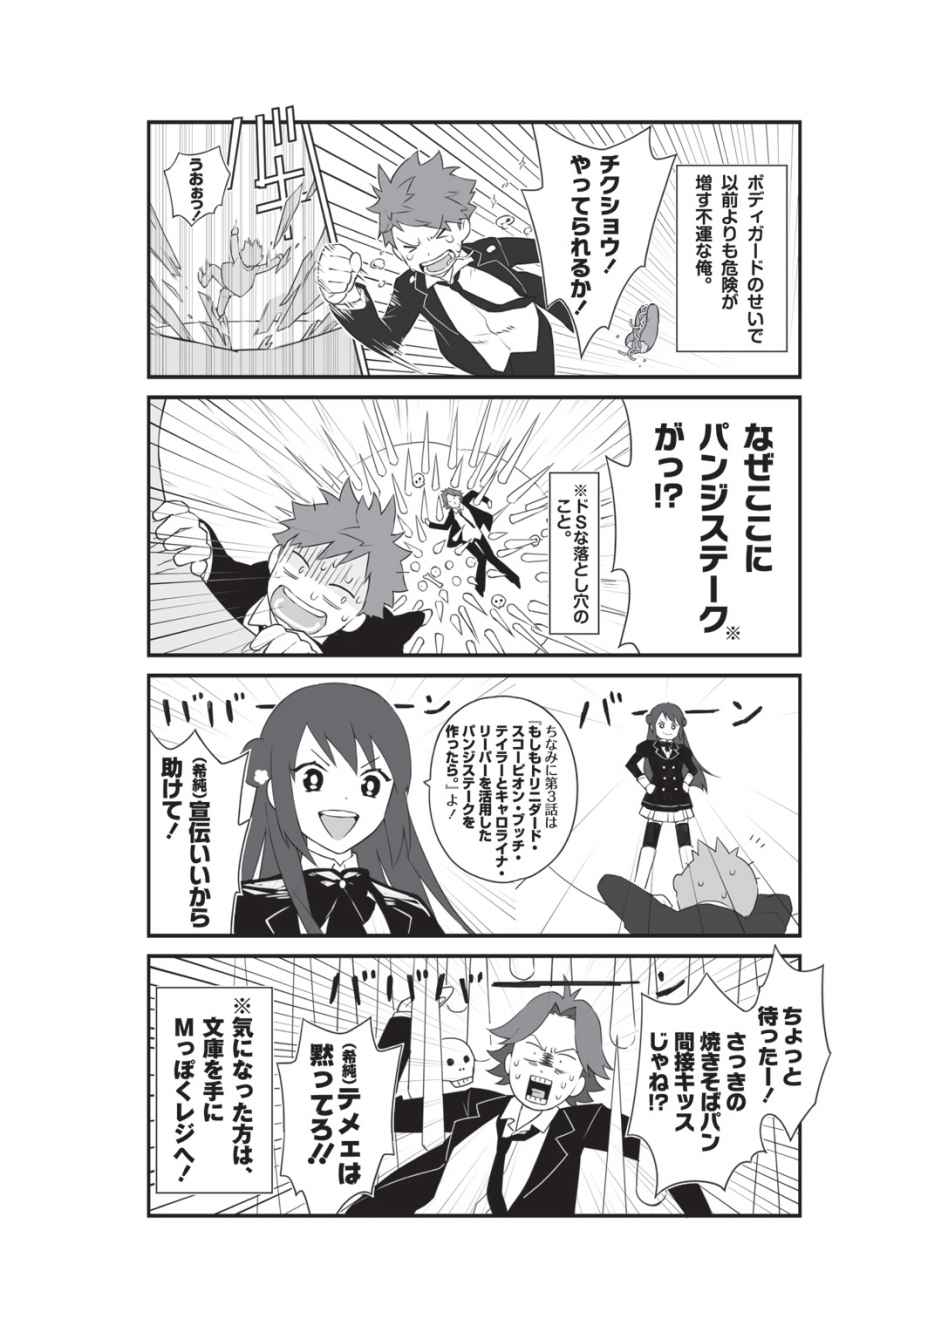 ボディガードのせいで
以前よりも危険が
増す不運な俺。
チクショウ!
やってられるか!
ズボォ
うおぉっ!
なぜここに
パンジステーク※
がっ!?
※ドSな落とし穴の
こと。
バーーン
ちなみに第3話は
『もしもトリニダード・
スコーピオン・ブッチ・
テイラーとキャロライナ・
リーパーを活用した
パンジステークを
作ったら。』よ!
ババーーン
(希純)宣伝いいから
助けて!
ちょっと
待ったー!
さっきの
焼きそばパン
間接キッス
じゃね!?
(希純)テメェは
黙ってろ!!
※気になった方は、
文庫を手に
Mっぽくレジへ!